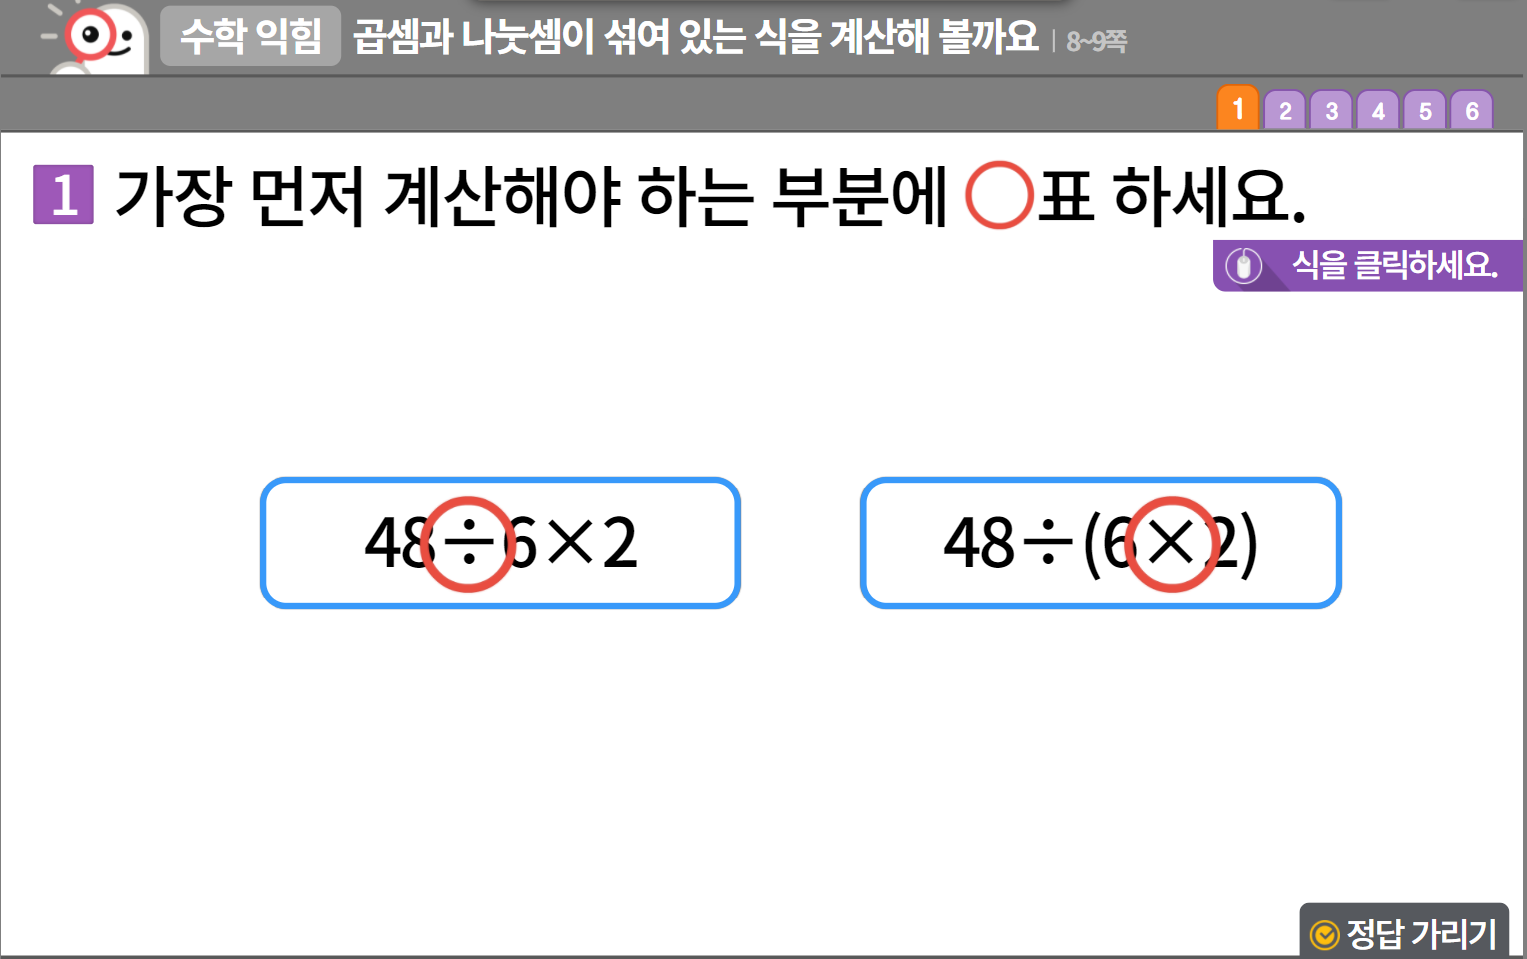 수학 익힘 곱셈과 나눗셈이 섞여 있는 식을 계산해 볼까요 | 8~9쪽
1 2 3 4 5 6
1 가장 먼저 계산해야 하는 부분에 ○표 하세요.
식을 클릭하세요.
48÷6×2
48÷(6×2)
정답 가리기